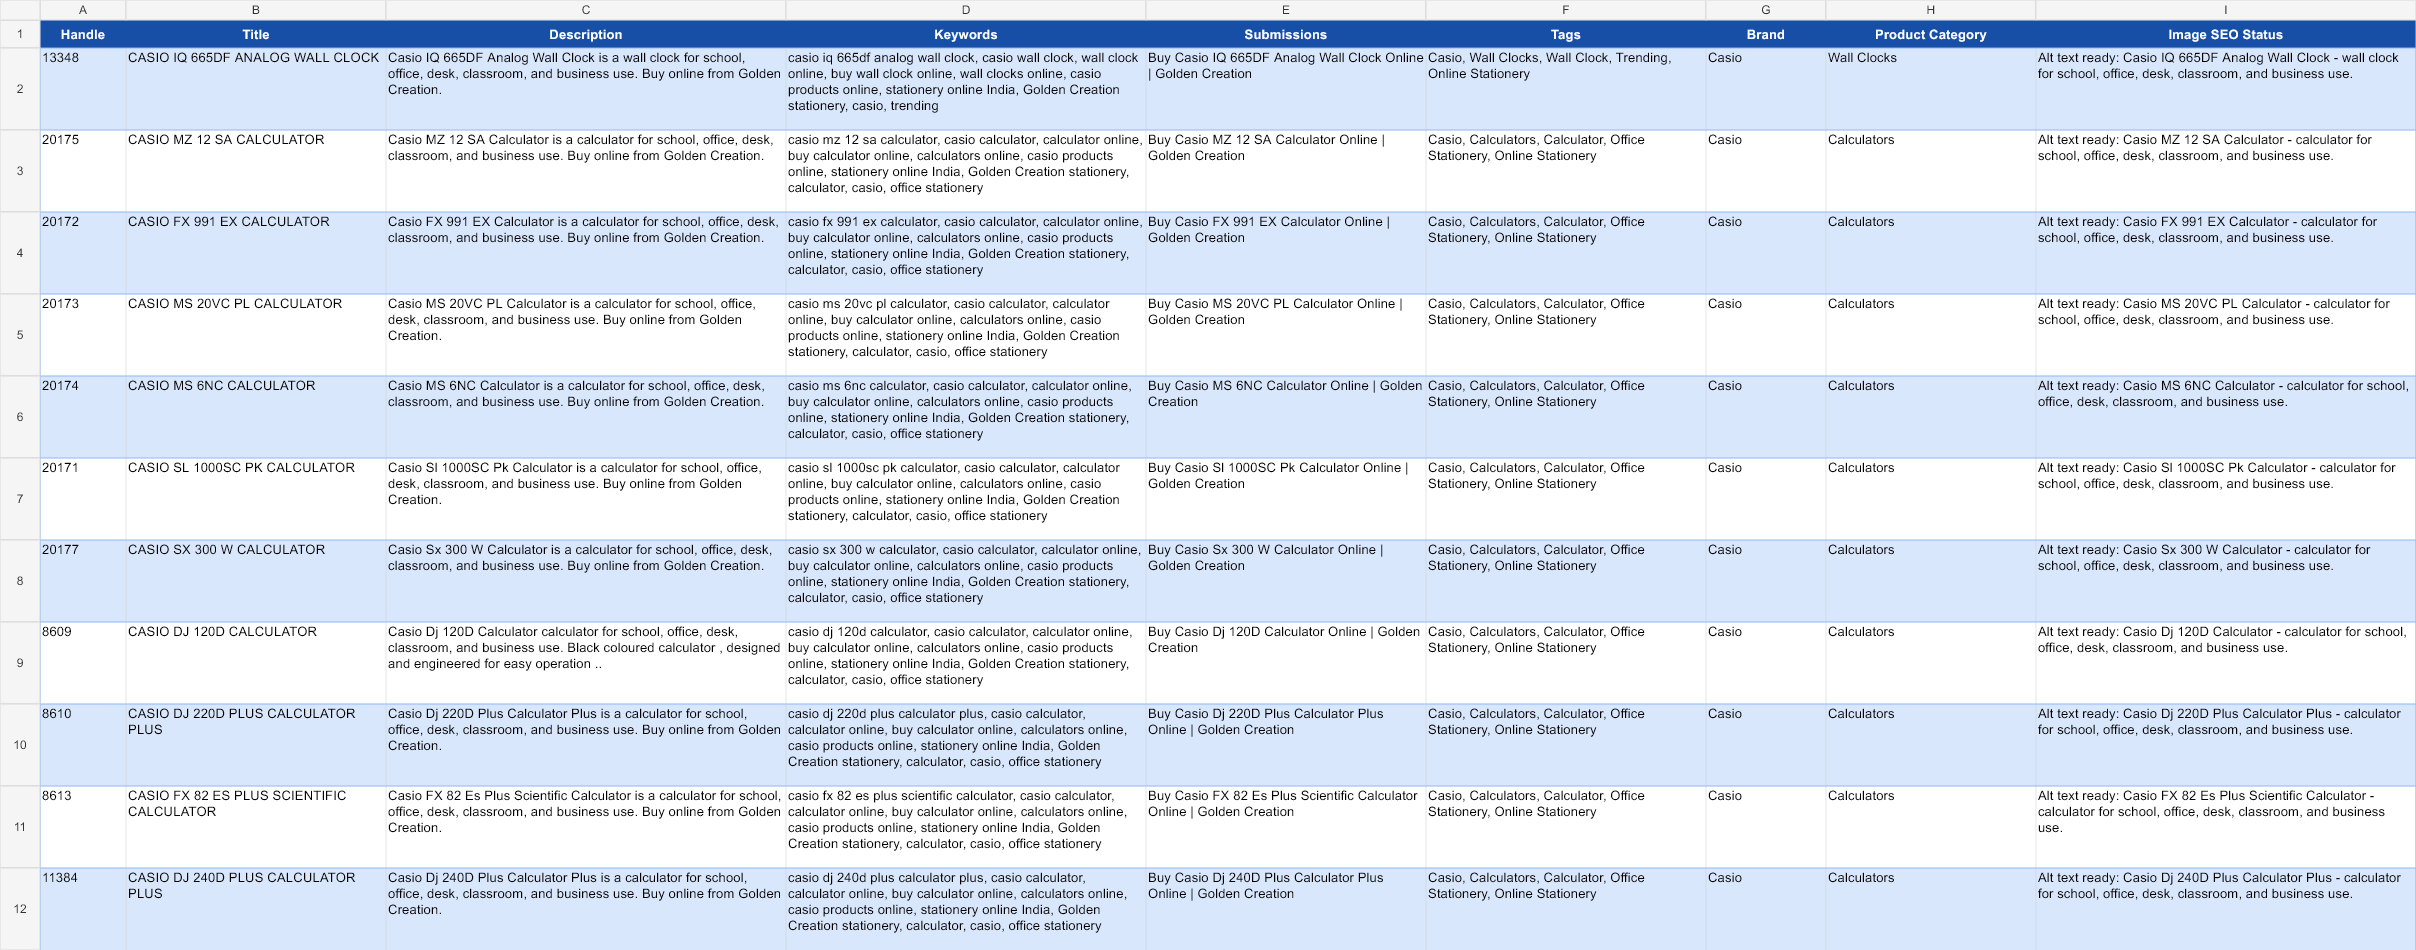 A B C D E F G H I
1 Handle Title Description Keywords Submissions Tags Brand Product Category Image SEO Status
2
13348
CASIO IQ 665DF ANALOG WALL CLOCK
Casio IQ 665DF Analog Wall Clock is a wall clock for school,
office, desk, classroom, and business use. Buy online from Golden
Creation.
casio iq 665df analog wall clock, casio wall clock, wall clock
online, buy wall clock online, wall clocks online, casio
products online, stationery online India, Golden Creation
stationery, casio, trending
Buy Casio IQ 665DF Analog Wall Clock Online
| Golden Creation
Casio, Wall Clocks, Wall Clock, Trending,
Online Stationery
Casio
Wall Clocks
Alt text ready: Casio IQ 665DF Analog Wall Clock - wall clock
for school, office, desk, classroom, and business use.
3
20175
CASIO MZ 12 SA CALCULATOR
Casio MZ 12 SA Calculator is a calculator for school, office, desk,
classroom, and business use. Buy online from Golden Creation.
casio mz 12 sa calculator, casio calculator, calculator online,
buy calculator online, calculators online, casio products
online, stationery online India, Golden Creation stationery,
calculator, casio, office stationery
Buy Casio MZ 12 SA Calculator Online |
Golden Creation
Casio, Calculators, Calculator, Office
Stationery, Online Stationery
Casio
Calculators
Alt text ready: Casio MZ 12 SA Calculator - calculator for
school, office, desk, classroom, and business use.
4
20172
CASIO FX 991 EX CALCULATOR
Casio FX 991 EX Calculator is a calculator for school, office, desk,
classroom, and business use. Buy online from Golden Creation.
casio fx 991 ex calculator, casio calculator, calculator online,
buy calculator online, calculators online, casio products
online, stationery online India, Golden Creation stationery,
calculator, casio, office stationery
Buy Casio FX 991 EX Calculator Online |
Golden Creation
Casio, Calculators, Calculator, Office
Stationery, Online Stationery
Casio
Calculators
Alt text ready: Casio FX 991 EX Calculator - calculator for
school, office, desk, classroom, and business use.
5
20173
CASIO MS 20VC PL CALCULATOR
Casio MS 20VC PL Calculator is a calculator for school, office,
desk, classroom, and business use. Buy online from Golden
Creation.
casio ms 20vc pl calculator, casio calculator, calculator
online, buy calculator online, calculators online, casio
products online, stationery online India, Golden Creation
stationery, calculator, casio, office stationery
Buy Casio MS 20VC PL Calculator Online |
Golden Creation
Casio, Calculators, Calculator, Office
Stationery, Online Stationery
Casio
Calculators
Alt text ready: Casio MS 20VC PL Calculator - calculator for
school, office, desk, classroom, and business use.
6
20174
CASIO MS 6NC CALCULATOR
Casio MS 6NC Calculator is a calculator for school, office, desk,
classroom, and business use. Buy online from Golden Creation.
casio ms 6nc calculator, casio calculator, calculator online,
buy calculator online, calculators online, casio products
online, stationery online India, Golden Creation stationery,
calculator, casio, office stationery
Buy Casio MS 6NC Calculator Online | Golden
Creation
Casio, Calculators, Calculator, Office
Stationery, Online Stationery
Casio
Calculators
Alt text ready: Casio MS 6NC Calculator - calculator for school,
office, desk, classroom, and business use.
7
20171
CASIO SL 1000SC PK CALCULATOR
Casio Sl 1000SC Pk Calculator is a calculator for school, office,
desk, classroom, and business use. Buy online from Golden
Creation.
casio sl 1000sc pk calculator, casio calculator, calculator
online, buy calculator online, calculators online, casio
products online, stationery online India, Golden Creation
stationery, calculator, casio, office stationery
Buy Casio Sl 1000SC Pk Calculator Online |
Golden Creation
Casio, Calculators, Calculator, Office
Stationery, Online Stationery
Casio
Calculators
Alt text ready: Casio Sl 1000SC Pk Calculator - calculator for
school, office, desk, classroom, and business use.
8
20177
CASIO SX 300 W CALCULATOR
Casio Sx 300 W Calculator is a calculator for school, office, desk,
classroom, and business use. Buy online from Golden Creation.
casio sx 300 w calculator, casio calculator, calculator online,
buy calculator online, calculators online, casio products
online, stationery online India, Golden Creation stationery,
calculator, casio, office stationery
Buy Casio Sx 300 W Calculator Online |
Golden Creation
Casio, Calculators, Calculator, Office
Stationery, Online Stationery
Casio
Calculators
Alt text ready: Casio Sx 300 W Calculator - calculator for
school, office, desk, classroom, and business use.
9
8609
CASIO DJ 120D CALCULATOR
Casio Dj 120D Calculator calculator for school, office, desk,
classroom, and business use. Black coloured calculator , designed
and engineered for easy operation ..
casio dj 120d calculator, casio calculator, calculator online,
buy calculator online, calculators online, casio products
online, stationery online India, Golden Creation stationery,
calculator, casio, office stationery
Buy Casio Dj 120D Calculator Online | Golden
Creation
Casio, Calculators, Calculator, Office
Stationery, Online Stationery
Casio
Calculators
Alt text ready: Casio Dj 120D Calculator - calculator for school,
office, desk, classroom, and business use.
10
8610
CASIO DJ 220D PLUS CALCULATOR
PLUS
Casio Dj 220D Plus Calculator Plus is a calculator for school,
office, desk, classroom, and business use. Buy online from Golden
Creation.
casio dj 220d plus calculator plus, casio calculator,
calculator online, buy calculator online, calculators online,
casio products online, stationery online India, Golden
Creation stationery, calculator, casio, office stationery
Buy Casio Dj 220D Plus Calculator Plus
Online | Golden Creation
Casio, Calculators, Calculator, Office
Stationery, Online Stationery
Casio
Calculators
Alt text ready: Casio Dj 220D Plus Calculator Plus - calculator
for school, office, desk, classroom, and business use.
11
8613
CASIO FX 82 ES PLUS SCIENTIFIC
CALCULATOR
Casio FX 82 Es Plus Scientific Calculator is a calculator for school,
office, desk, classroom, and business use. Buy online from Golden
Creation.
casio fx 82 es plus scientific calculator, casio calculator,
calculator online, buy calculator online, calculators online,
casio products online, stationery online India, Golden
Creation stationery, calculator, casio, office stationery
Buy Casio FX 82 Es Plus Scientific Calculator
Online | Golden Creation
Casio, Calculators, Calculator, Office
Stationery, Online Stationery
Casio
Calculators
Alt text ready: Casio FX 82 Es Plus Scientific Calculator -
calculator for school, office, desk, classroom, and business
use.
12
11384
CASIO DJ 240D PLUS CALCULATOR
PLUS
Casio Dj 240D Plus Calculator Plus is a calculator for school,
office, desk, classroom, and business use. Buy online from Golden
Creation.
casio dj 240d plus calculator plus, casio calculator,
calculator online, buy calculator online, calculators online,
casio products online, stationery online India, Golden
Creation stationery, calculator, casio, office stationery
Buy Casio Dj 240D Plus Calculator Plus
Online | Golden Creation
Casio, Calculators, Calculator, Office
Stationery, Online Stationery
Casio
Calculators
Alt text ready: Casio Dj 240D Plus Calculator Plus - calculator
for school, office, desk, classroom, and business use.